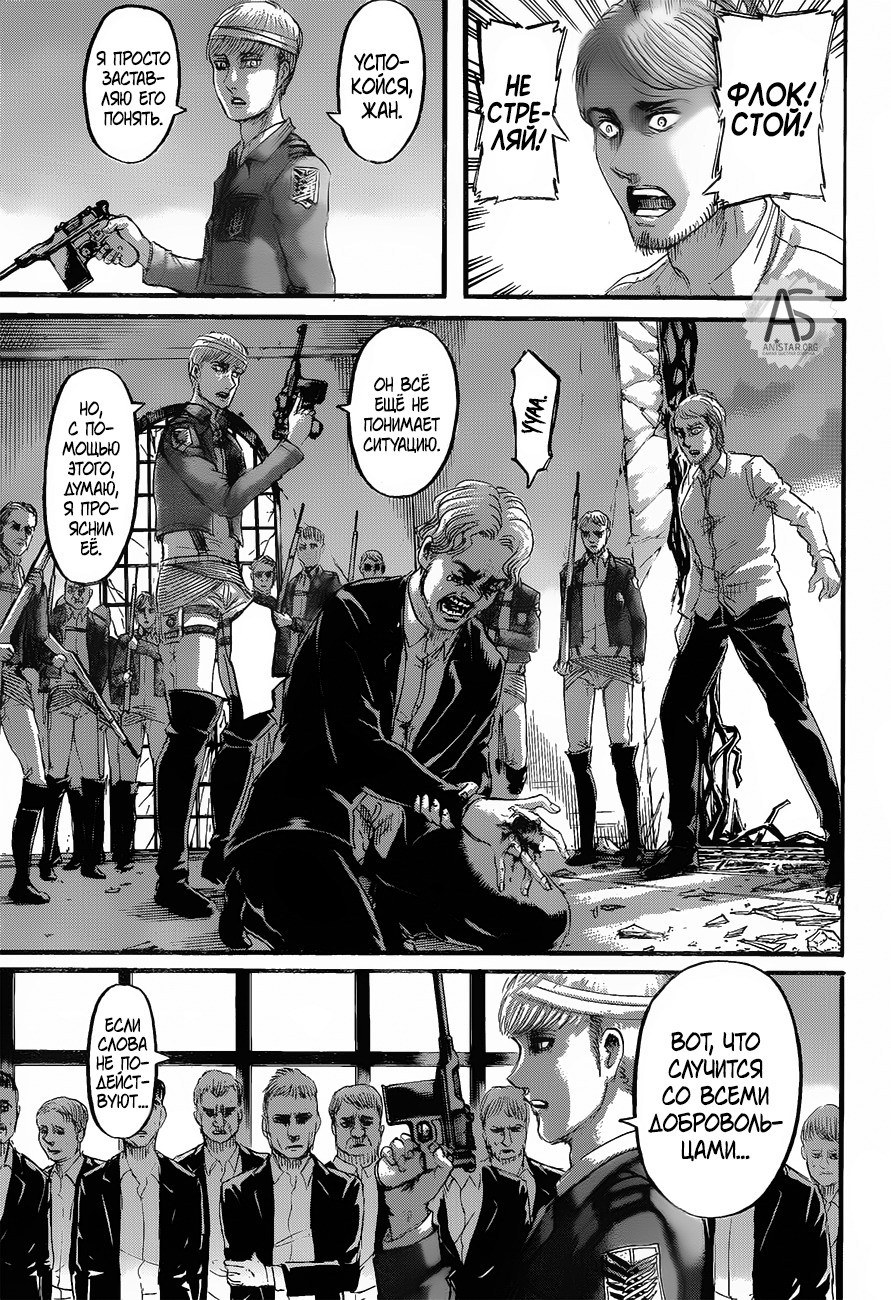 ФЛОК!
СТОЙ!
НЕ
СТРЕ-
ЛЯЙ!
УСПО-
КОЙСЯ,
ЖАН.
Я ПРОСТО
ЗАСТАВ-
ЛЯЮ ЕГО
ПОНЯТЬ.
AS
ANISTAR.ORG
УУАА.
ОН ВСЁ
ЕЩЁ НЕ
ПОНИМАЕТ
СИТУАЦИЮ.
НО,
С ПО-
МОЩЬЮ
ЭТОГО,
ДУМАЮ,
Я ПРО-
ЯСНИЛ
ЕЁ.
ВОТ, ЧТО
СЛУЧИТСЯ
СО ВСЕМИ
ДОБРОВОЛЬ-
ЦАМИ...
ЕСЛИ
СЛОВА
НЕ ПО-
ДЕЙСТ-
ВУЮТ...